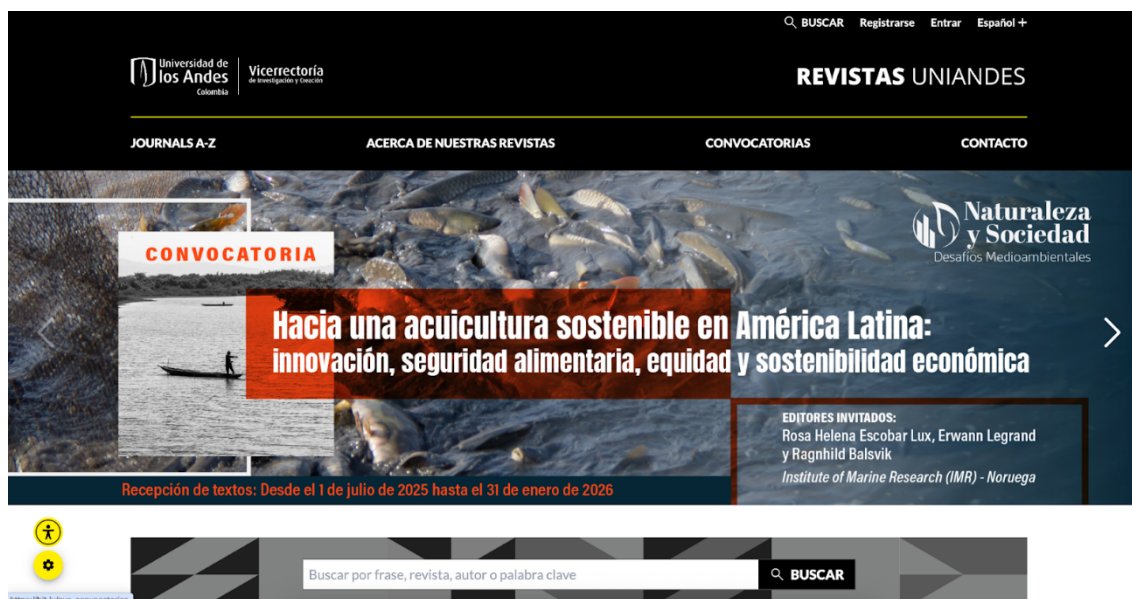 BUSCAR Registrarse Entrar Español +
Universidad de
los Andes
Colombia
Vicerrectoría
de Investigación y Creación
REVISTAS UNIANDES
JOURNALS A-Z ACERCA DE NUESTRAS REVISTAS CONVOCATORIAS CONTACTO
Naturaleza
y Sociedad
Desafíos Medioambientales
CONVOCATORIA
Hacia una acuicultura sostenible en América Latina:
innovación, seguridad alimentaria, equidad y sostenibilidad económica
EDITORES INVITADOS:
Rosa Helena Escobar Lux, Erwann Legrand
y Ragnhild Balsvik
Institute of Marine Research (IMR) - Noruega
Recepción de textos: Desde el 1 de julio de 2025 hasta el 31 de enero de 2026
Buscar por frase, revista, autor o palabra clave
BUSCAR